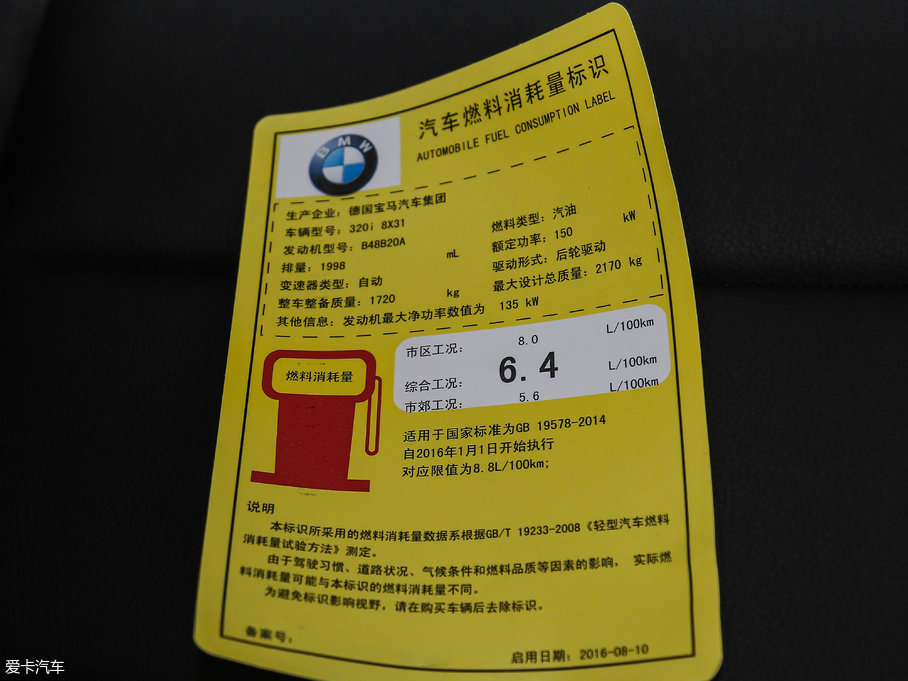 汽车燃料消耗量标识
AUTOMOBILE FUEL CONSUMPTION LABEL
BMW
生产企业：德国宝马汽车集团
车辆型号：320i 8X31 燃料类型：汽油
发动机型号：B48B20A 额定功率：150 kW
排量：1998 mL 驱动形式：后轮驱动
变速器类型：自动 最大设计总质量：2170 kg
整车整备质量：1720 kg
其他信息：发动机最大净功率数值为 135 kW
燃料消耗量
市区工况： 8.0 L/100km
综合工况： 6.4 L/100km
市郊工况： 5.6 L/100km
适用于国家标准为GB 19578-2014
自2016年1月1日开始执行
对应限值为8.8L/100km;
说明
本标识所采用的燃料消耗量数据系根据GB/T 19233-2008《轻型汽车燃料
消耗量试验方法》测定。
由于驾驶习惯、道路状况、气候条件和燃料品质等因素的影响， 实际燃
料消耗量可能与本标识的燃料消耗量不同。
为避免标识影响视野，请在购买车辆后去除标识。
备案号：
启用日期：2016-08-10
爱卡汽车